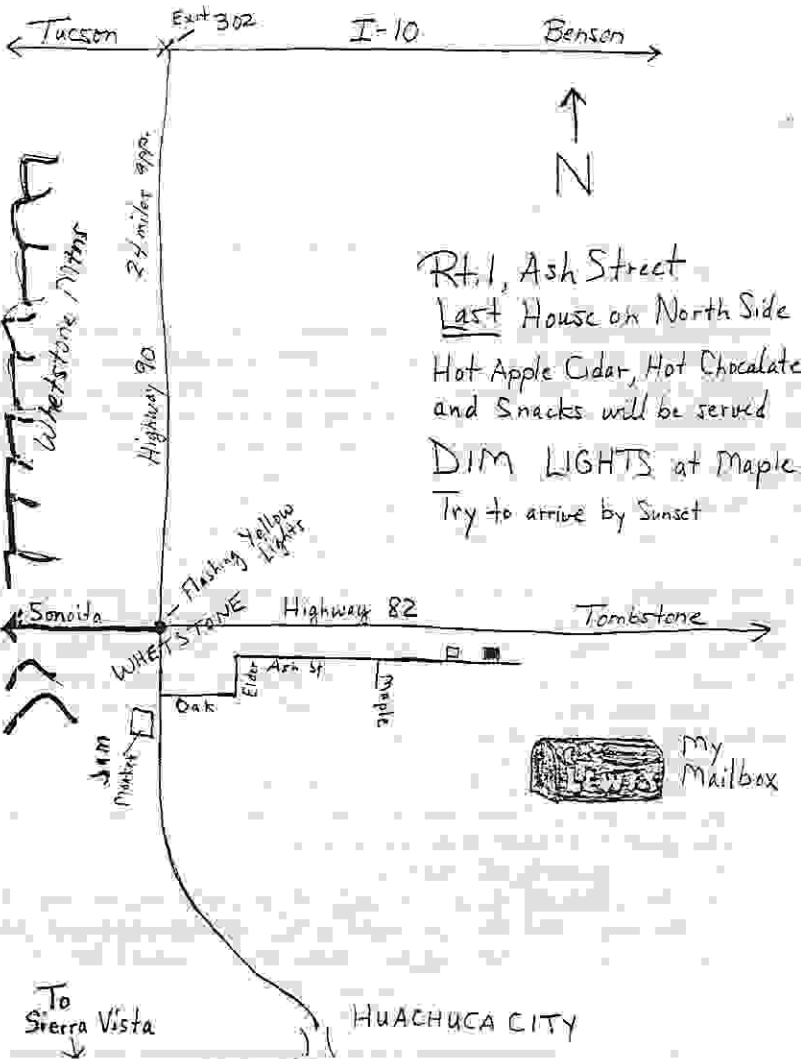 Tucson
Exit 302
I-10
Benson
N
24 miles app.
Highway 90
Whetstone Mtns
Rt.1, Ash Street
Last House on North Side
Hot Apple Cidar, Hot Chocalate
and Snacks will be served
DIM LIGHTS at Maple
Try to arrive by Sunset
Flashing Yellow
Lights
Sonoita
WHETSTONE
Highway 82
Tombstone
Oak
Elder
Ash St
Maple
Market
My
Mailbox
To
Sierra Vista
HUACHUCA CITY